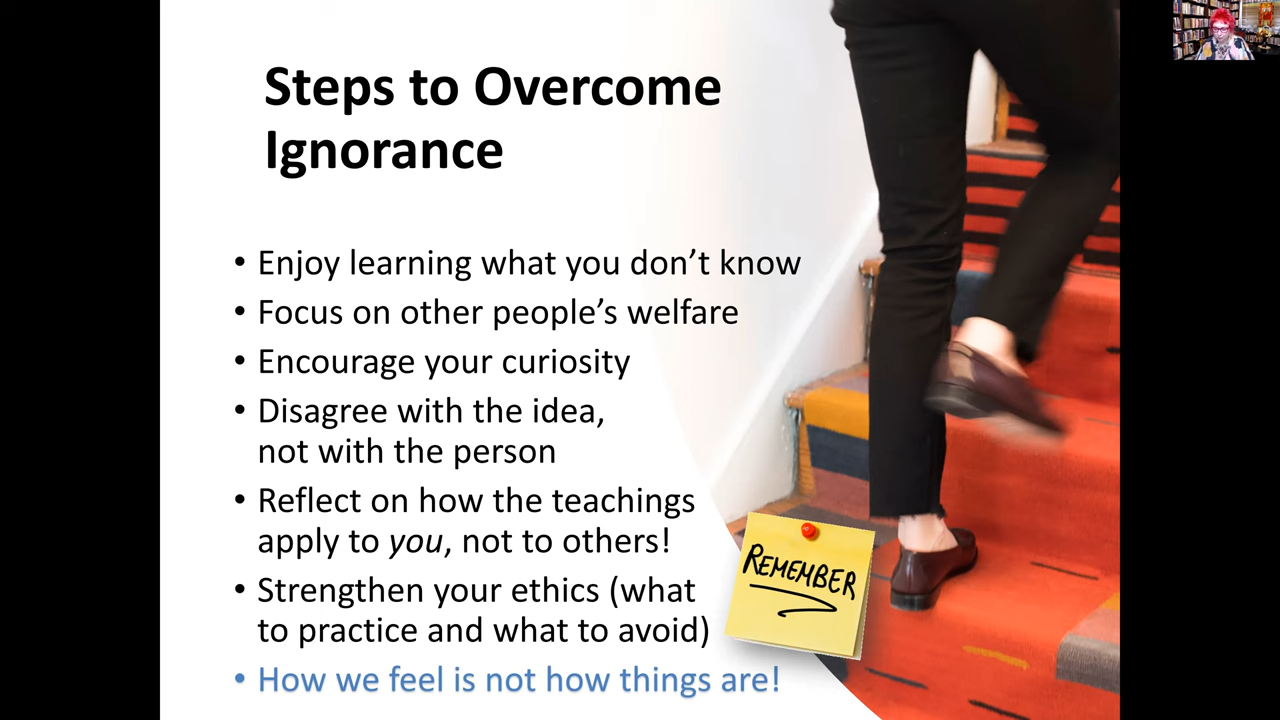 Steps to Overcome
Ignorance
• Enjoy learning what you don’t know
• Focus on other people’s welfare
• Encourage your curiosity
• Disagree with the idea,
not with the person
• Reflect on how the teachings
apply to you, not to others!
• Strengthen your ethics (what
to practice and what to avoid)
• How we feel is not how things are!
REMEMBER